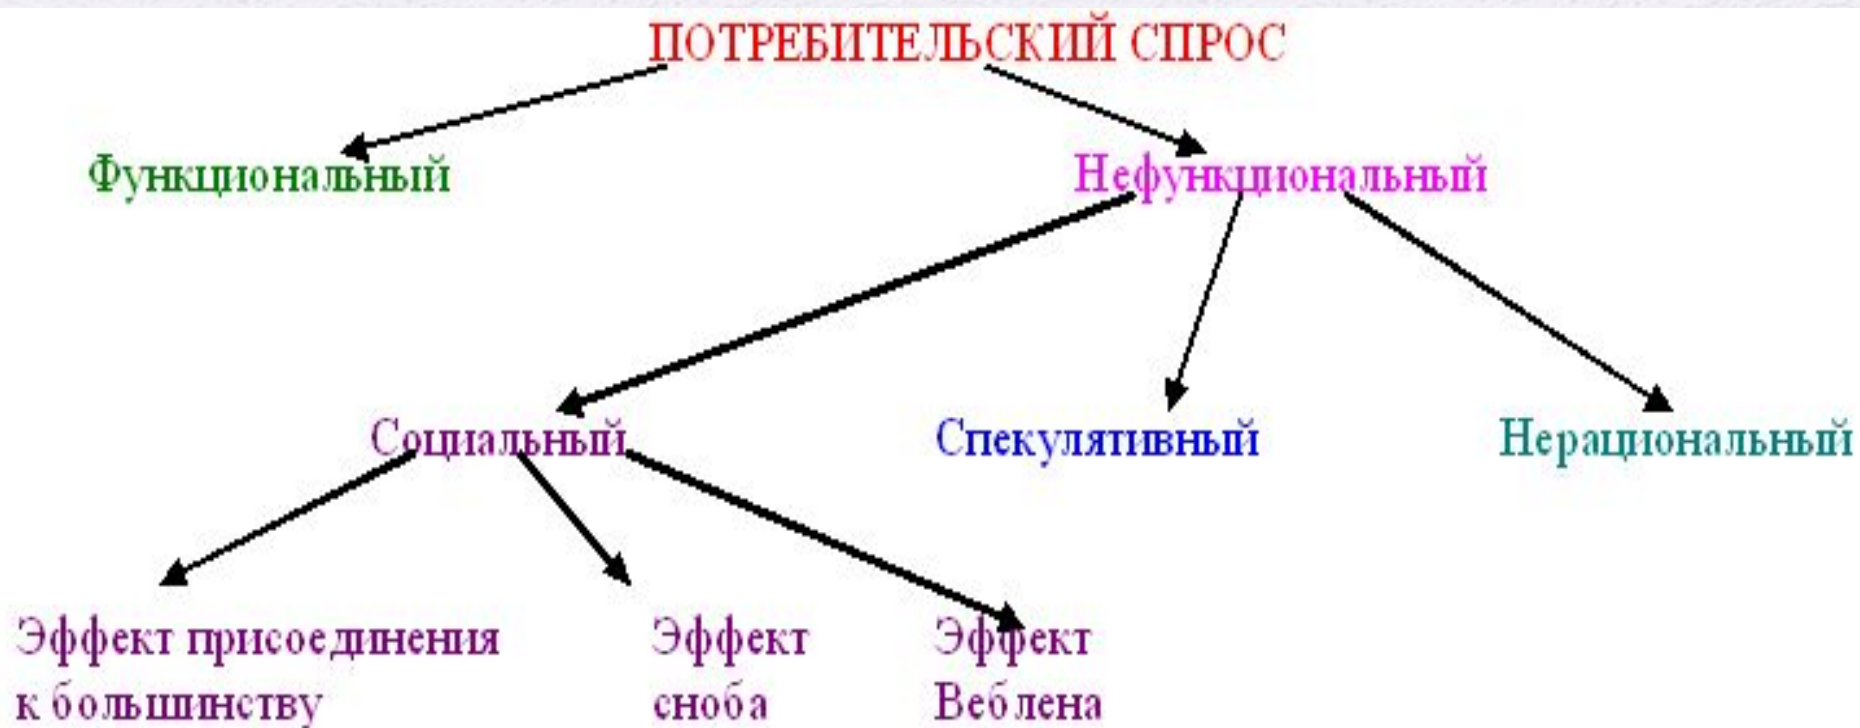 ПОТРЕБИТЕЛЬСКИЙ СПРОС
Функциональный
Нефункциональный
Социальный
Спекулятивный
Нерациональный
Эффект присоединения
к большинству
Эффект
сноба
Эффект
Веблена